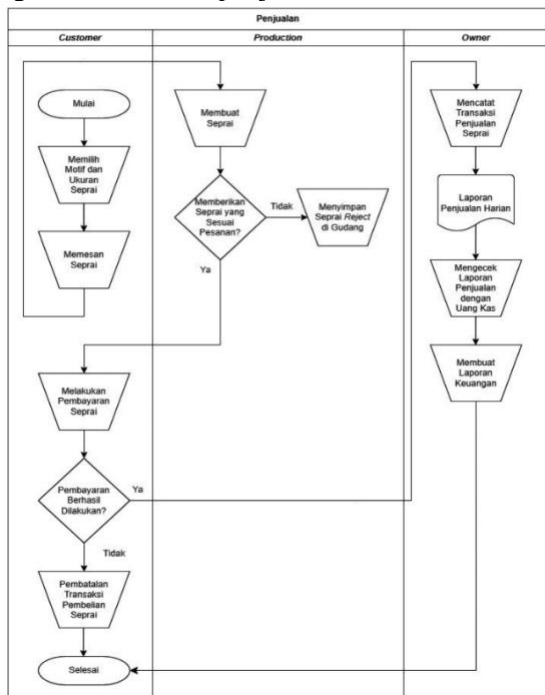 Penjualan
Customer
Production
Owner
Mulai
Memilih
Motif dan
Ukuran
Seprai
Memesan
Seprai
Membuat
Seprai
Memberikan
Seprai yang
Sesuai
Pesanan?
Tidak
Menyimpan
Seprai Reject
di Gudang
Ya
Mencatat
Transaksi
Penjualan
Seprai
Laporan
Penjualan Harian
Mengecek
Laporan
Penjualan
dengan
Uang Kas
Membuat
Laporan
Keuangan
Melakukan
Pembayaran
Seprai
Pembayaran
Berhasil
Dilakukan?
Ya
Tidak
Pembatalan
Transaksi
Pembelian
Seprai
Selesai